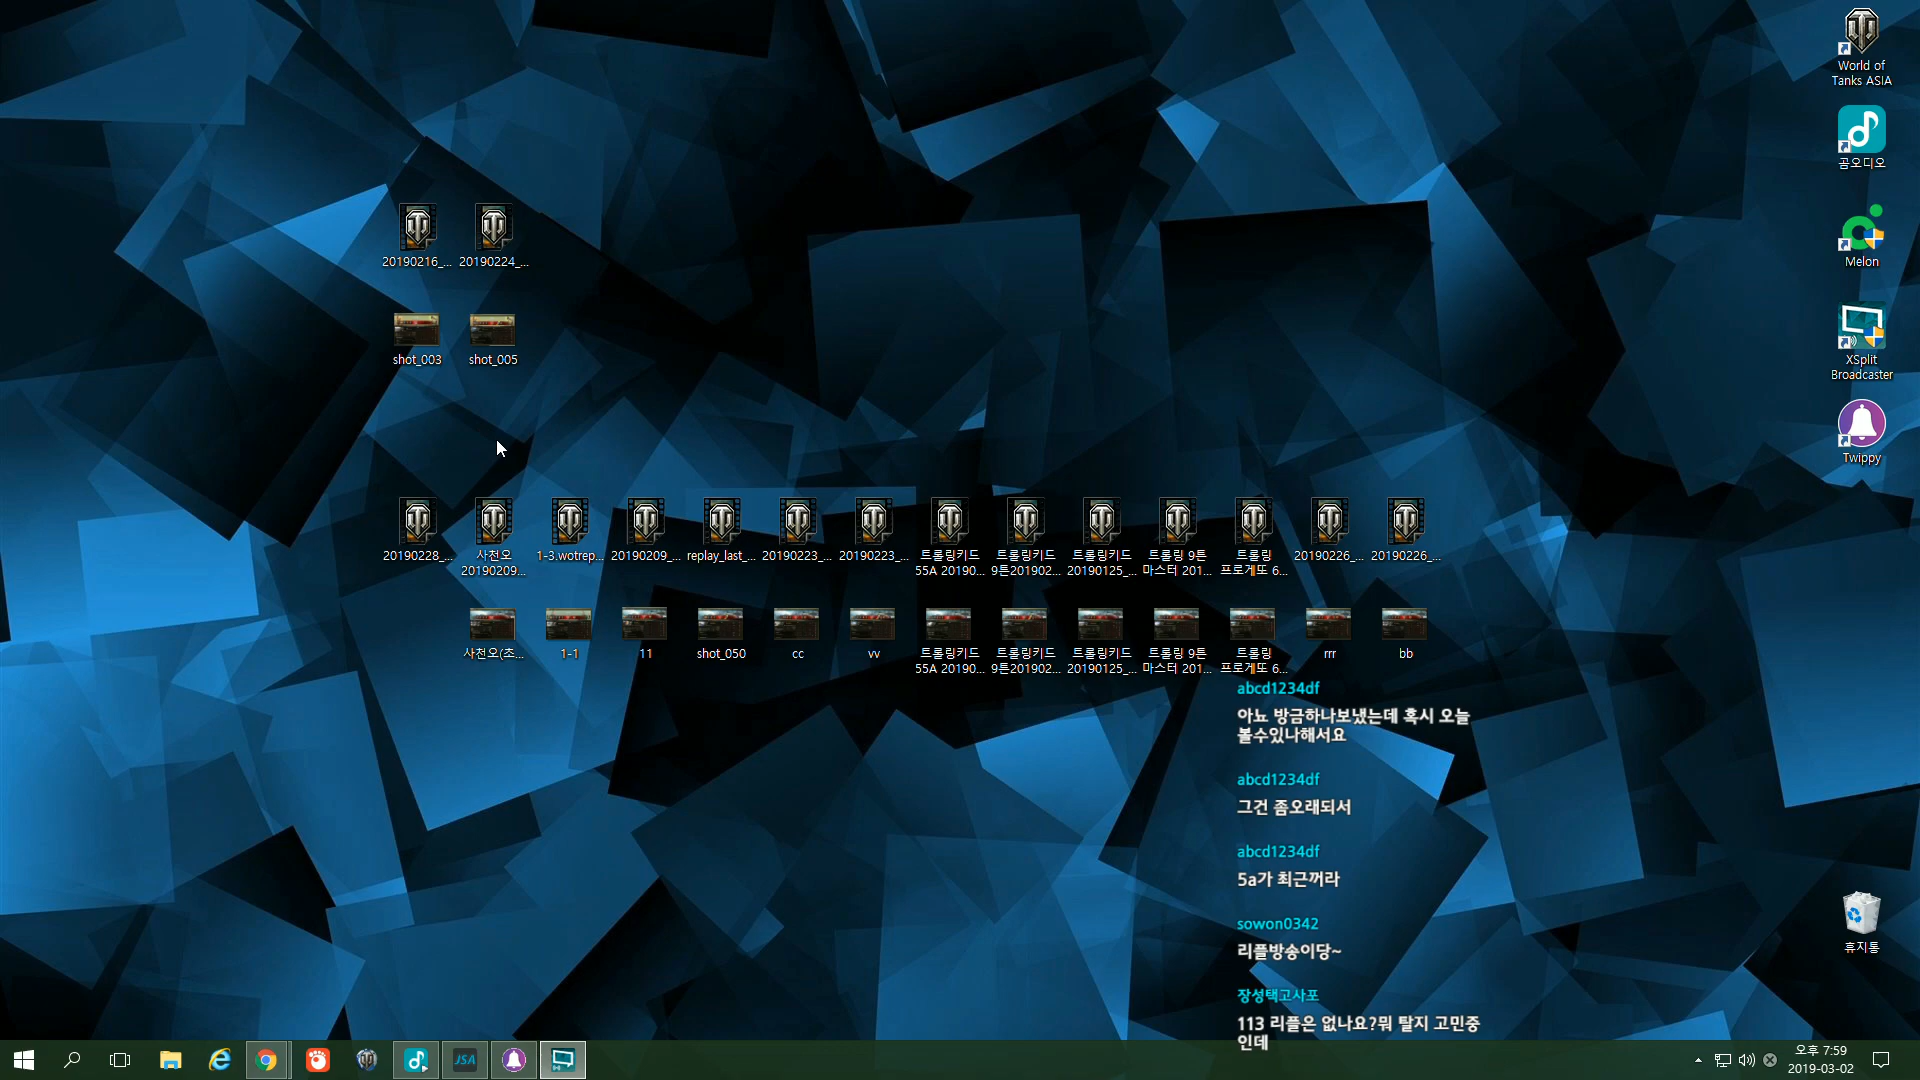 World of
Tanks ASIA
곰오디오
Melon
XSplit
Broadcaster
Twippy
20190216_...
20190224_...
shot_003
shot_005
20190228_...
사천오
20190209...
1-3.wotrep...
20190209_...
replay_last_...
20190223_...
20190223_...
트롤링키드
55A 20190...
트롤링키드
9튼201902...
트롤링키드
20190125_...
트롤링 9튼
마스터 201...
트롤링
프로게또 6...
20190226_...
20190226_...
사천오(초...
1-1
11
shot_050
cc
vv
트롤링키드
55A 20190...
트롤링키드
9튼201902...
트롤링키드
20190125_...
트롤링 9튼
마스터 201...
트롤링
프로게또 6...
rrr
bb
abcd1234df
아뇨 방금하나보냈는데 혹시 오늘
볼수있나해서요
abcd1234df
그건 좀오래되서
abcd1234df
5a가 최근꺼라
sowon0342
리플방송이당~
장성택고사포
113 리플은 없나요?뭐 탈지 고민중
인데
휴지통
JSA
오후 7:59
2019-03-02